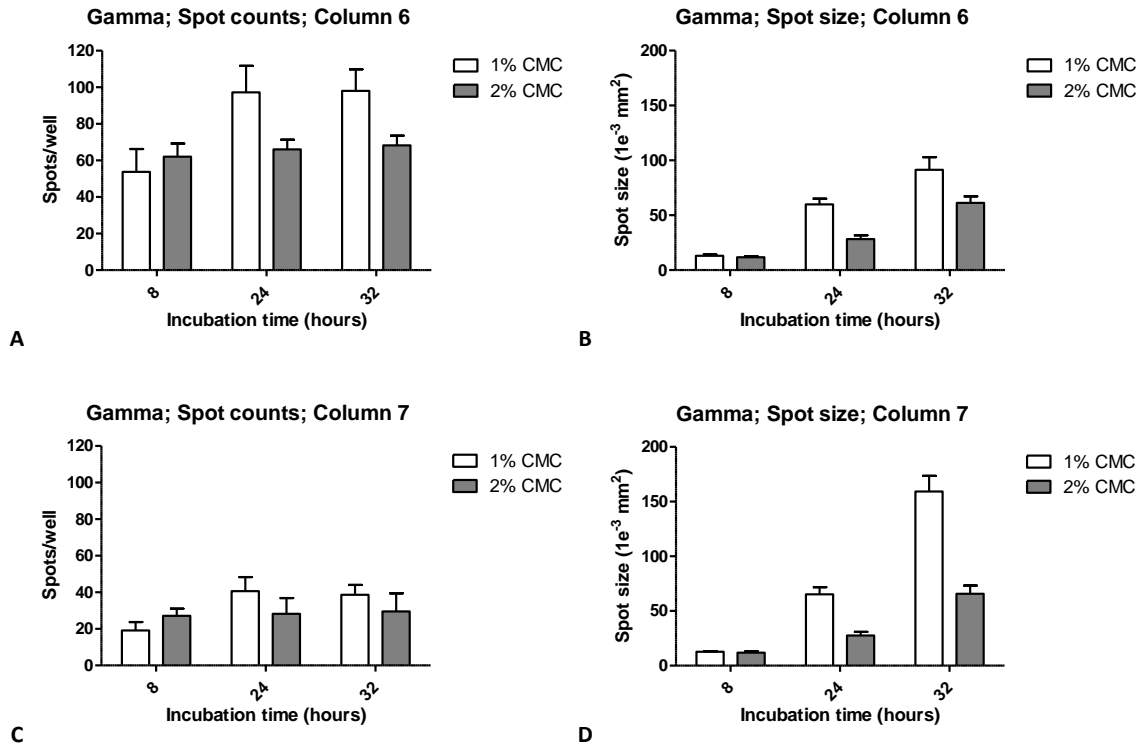 Gamma; Spot counts; Column 6
120
100
80
60
40
20
0
Spots/well
8
24
32
Incubation time (hours)
1% CMC
2% CMC
A
Gamma; Spot size; Column 6
200
150
100
50
0
Spot size (1e⁻³ mm²)
8
24
32
Incubation time (hours)
1% CMC
2% CMC
B
Gamma; Spot counts; Column 7
120
100
80
60
40
20
0
Spots/well
8
24
32
Incubation time (hours)
1% CMC
2% CMC
C
Gamma; Spot size; Column 7
200
150
100
50
0
Spot size (1e⁻³ mm²)
8
24
32
Incubation time (hours)
1% CMC
2% CMC
D